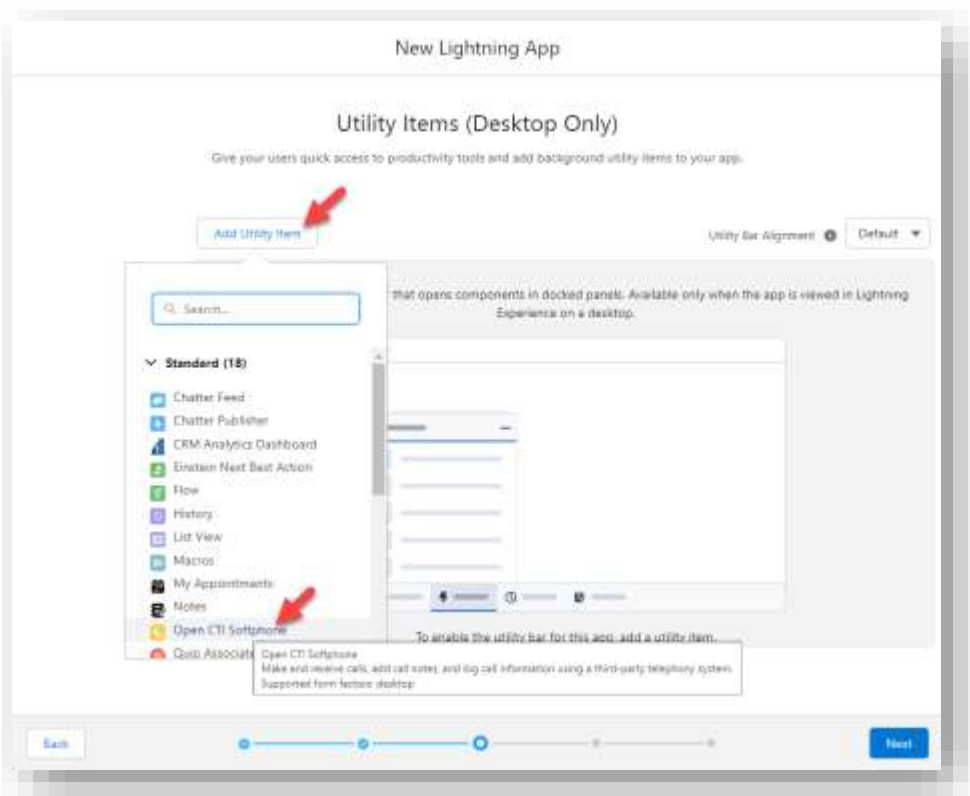 New Lightning App
Utility Items (Desktop Only)
Give your users quick access to productivity tools and add background utility items to your app.
Add Utility Item
Utility Bar Alignment
Default
that opens components in docked panels. Available only when the app is viewed in Lightning
Experience on a desktop.
Search...
Standard (18)
Chatter Feed
Chatter Publisher
CRM Analytics Dashboard
Einstein Next Best Action
Flow
History
List View
Macros
My Appointments
Notes
Open CTI Softphone
Quip Associate
To enable the utility bar for this app, add a utility item.
Open CTI Softphone
Make and receive calls, add call notes, and log call information using a third-party telephony system.
Supported form factors: desktop
Back
Next